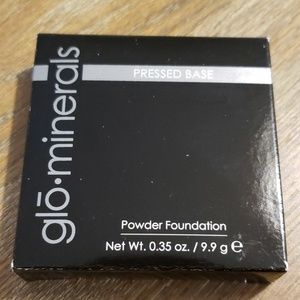 PRESSED BASE
glō•minerals
Powder Foundation
Net Wt. 0.35 oz. / 9.9 g ℮